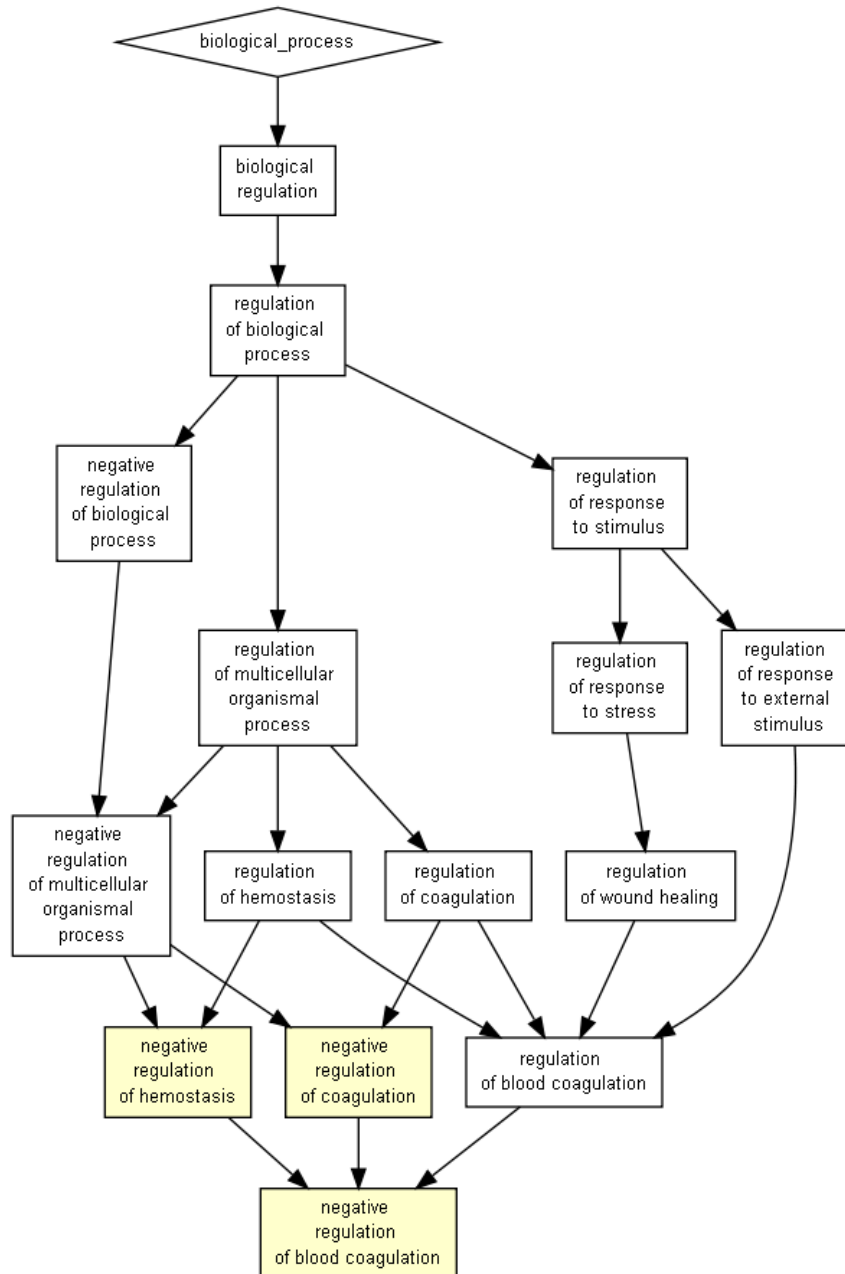 biological_process
biological
regulation
regulation
of biological
process
negative
regulation
of biological
process
regulation
of response
to stimulus
regulation
of multicellular
organismal
process
regulation
of response
to stress
regulation
of response
to external
stimulus
negative
regulation
of multicellular
organismal
process
regulation
of hemostasis
regulation
of coagulation
regulation
of wound healing
negative
regulation
of hemostasis
negative
regulation
of coagulation
regulation
of blood coagulation
negative
regulation
of blood coagulation